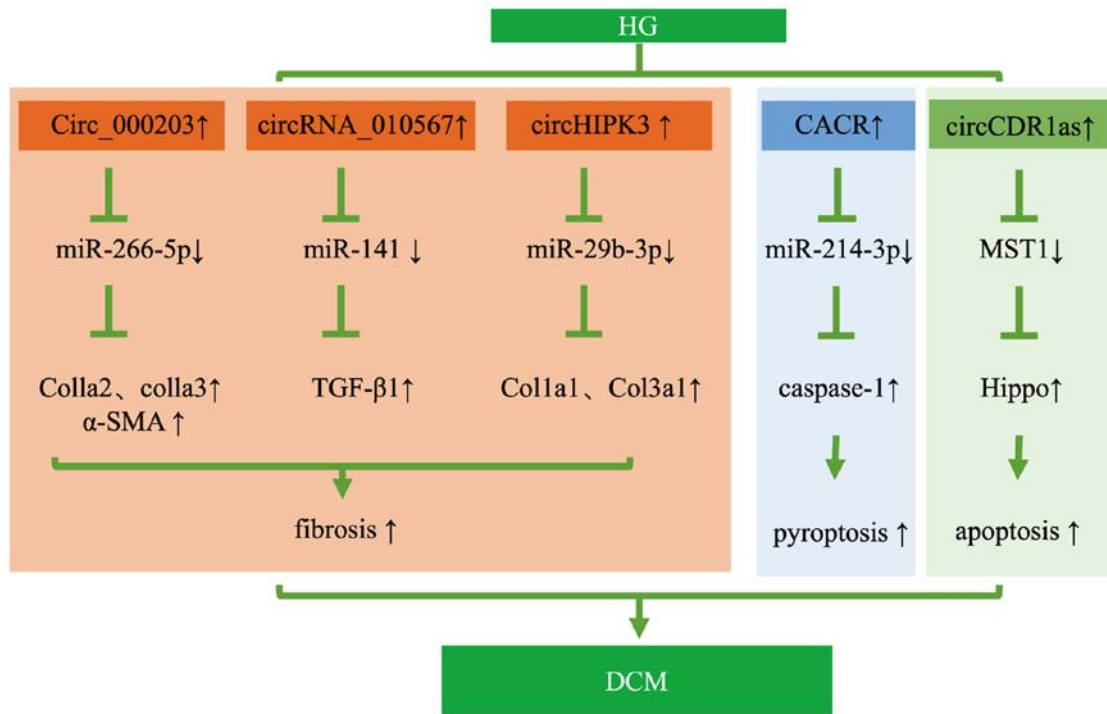 HG
Circ_000203↑
circRNA_010567↑
circHIPK3 ↑
CACR↑
circCDR1as↑
miR-266-5p↓
miR-141 ↓
miR-29b-3p↓
miR-214-3p↓
MST1↓
Colla2、colla3↑
α-SMA ↑
TGF-β1↑
Col1a1、Col3a1↑
caspase-1↑
Hippo↑
fibrosis ↑
pyroptosis ↑
apoptosis ↑
DCM